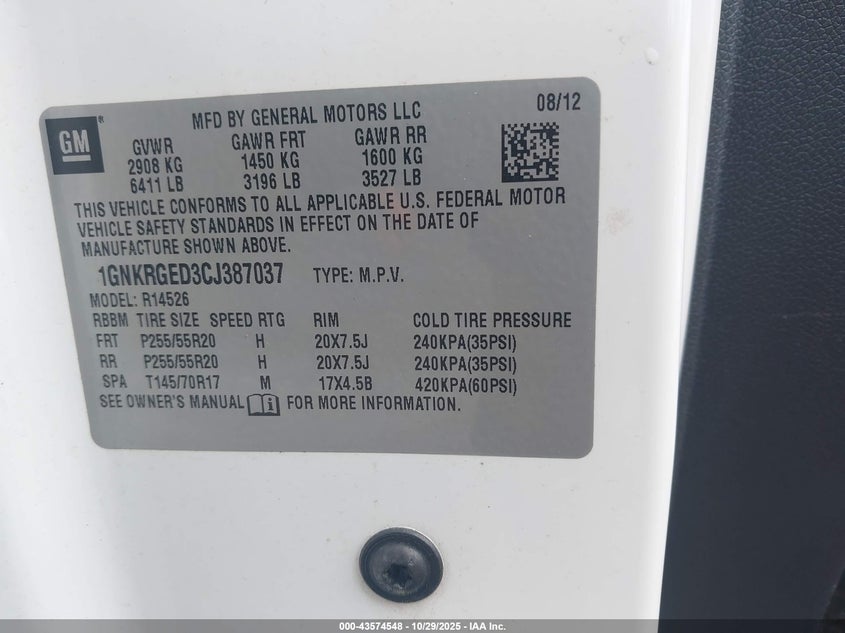 GM
MFD BY GENERAL MOTORS LLC 08/12
GVWR GAWR FRT GAWR RR
2908 KG 1450 KG 1600 KG
6411 LB 3196 LB 3527 LB
THIS VEHICLE CONFORMS TO ALL APPLICABLE U.S. FEDERAL MOTOR
VEHICLE SAFETY STANDARDS IN EFFECT ON THE DATE OF
MANUFACTURE SHOWN ABOVE.
1GNKRGED3CJ387037 TYPE: M.P.V.
MODEL: R14526
RBBM TIRE SIZE SPEED RTG RIM COLD TIRE PRESSURE
FRT P255/55R20 H 20X7.5J 240KPA(35PSI)
RR P255/55R20 H 20X7.5J 240KPA(35PSI)
SPA T145/70R17 M 17X4.5B 420KPA(60PSI)
SEE OWNER'S MANUAL FOR MORE INFORMATION.
000-43574548 - 10/29/2025 - IAA Inc.